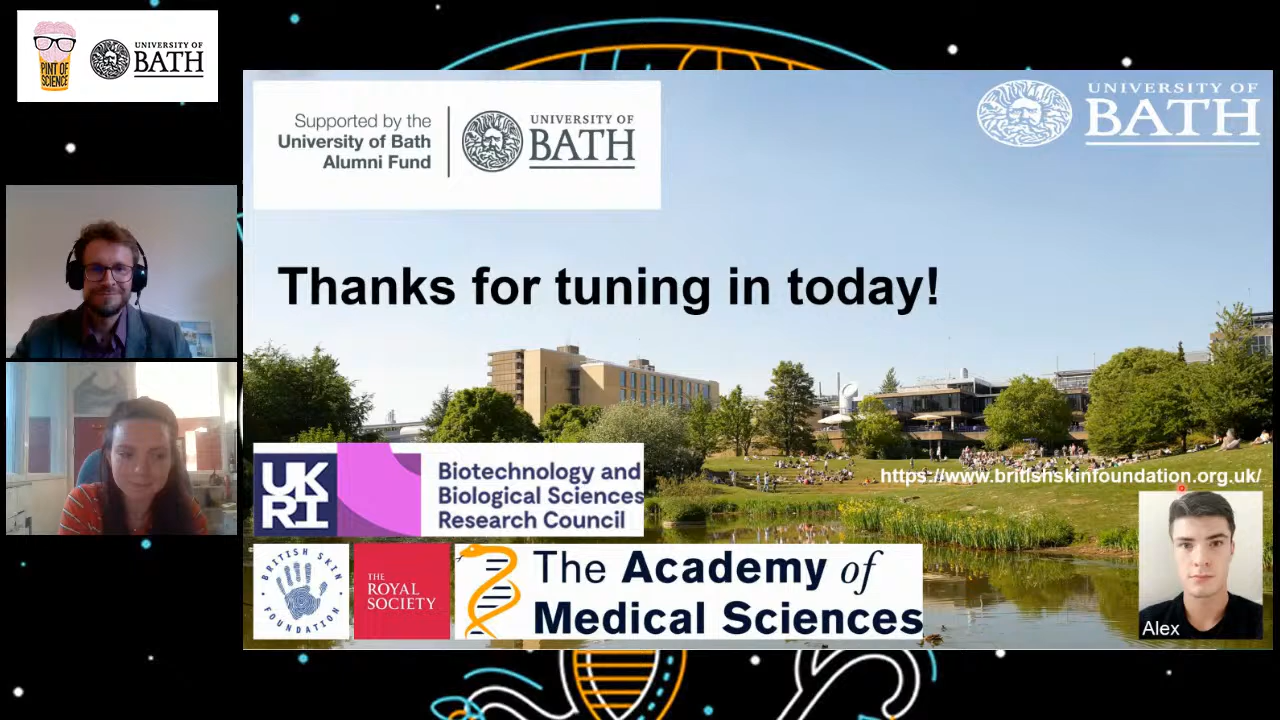 PINT OF
SCIENCE
UNIVERSITY OF
BATH
Supported by the
University of Bath
Alumni Fund
UNIVERSITY OF
BATH
UNIVERSITY OF
BATH
Thanks for tuning in today!
https://www.britishskinfoundation.org.uk/
UK
RI
Biotechnology and
Biological Sciences
Research Council
BRITISH SKIN
FOUNDATION
THE
ROYAL
SOCIETY
The Academy of
Medical Sciences
Alex